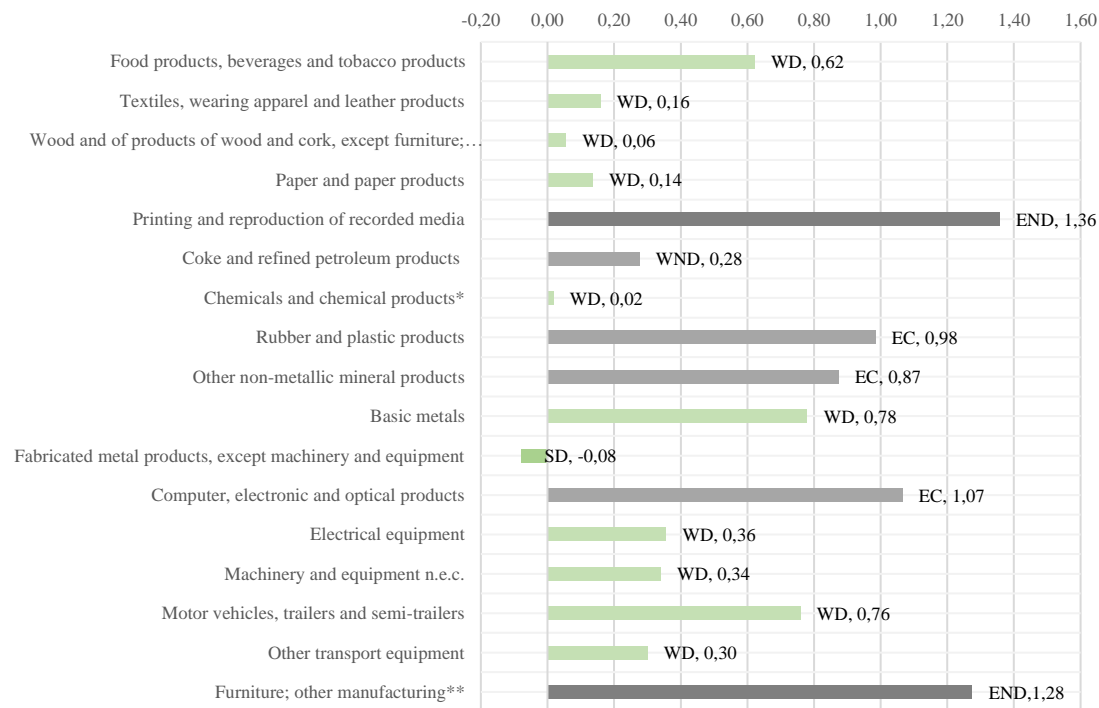 -0,20 0,00 0,20 0,40 0,60 0,80 1,00 1,20 1,40 1,60
Food products, beverages and tobacco products WD, 0,62
Textiles, wearing apparel and leather products WD, 0,16
Wood and of products of wood and cork, except furniture;… WD, 0,06
Paper and paper products WD, 0,14
Printing and reproduction of recorded media END, 1,36
Coke and refined petroleum products WND, 0,28
Chemicals and chemical products* WD, 0,02
Rubber and plastic products EC, 0,98
Other non-metallic mineral products EC, 0,87
Basic metals WD, 0,78
Fabricated metal products, except machinery and equipment SD, -0,08
Computer, electronic and optical products EC, 1,07
Electrical equipment WD, 0,36
Machinery and equipment n.e.c. WD, 0,34
Motor vehicles, trailers and semi-trailers WD, 0,76
Other transport equipment WD, 0,30
Furniture; other manufacturing** END,1,28